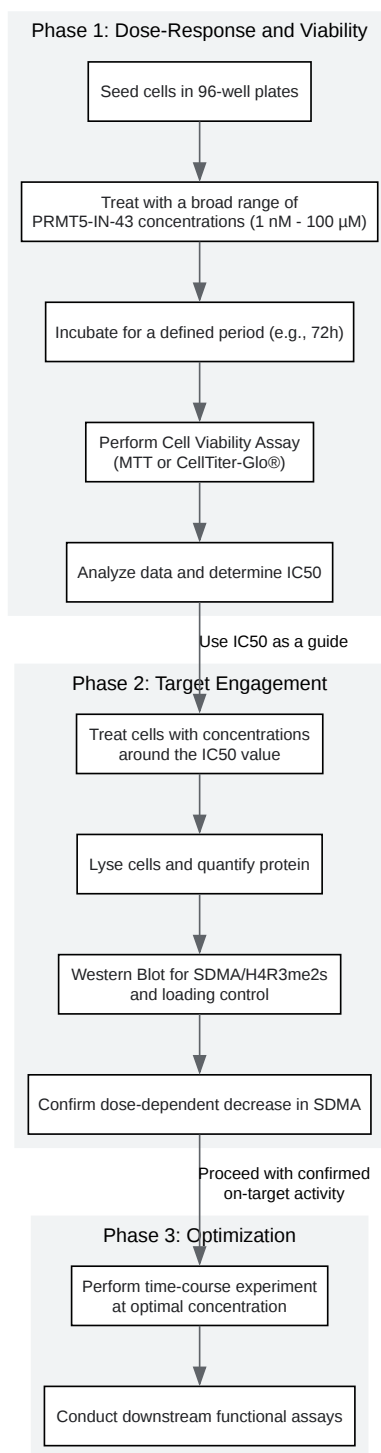 Phase 1: Dose-Response and Viability
Seed cells in 96-well plates
Treat with a broad range of
PRMT5-IN-43 concentrations (1 nM - 100 µM)
Incubate for a defined period (e.g., 72h)
Perform Cell Viability Assay
(MTT or CellTiter-Glo®)
Analyze data and determine IC50
Use IC50 as a guide
Phase 2: Target Engagement
Treat cells with concentrations
around the IC50 value
Lyse cells and quantify protein
Western Blot for SDMA/H4R3me2s
and loading control
Confirm dose-dependent decrease in SDMA
Proceed with confirmed
on-target activity
Phase 3: Optimization
Perform time-course experiment
at optimal concentration
Conduct downstream functional assays